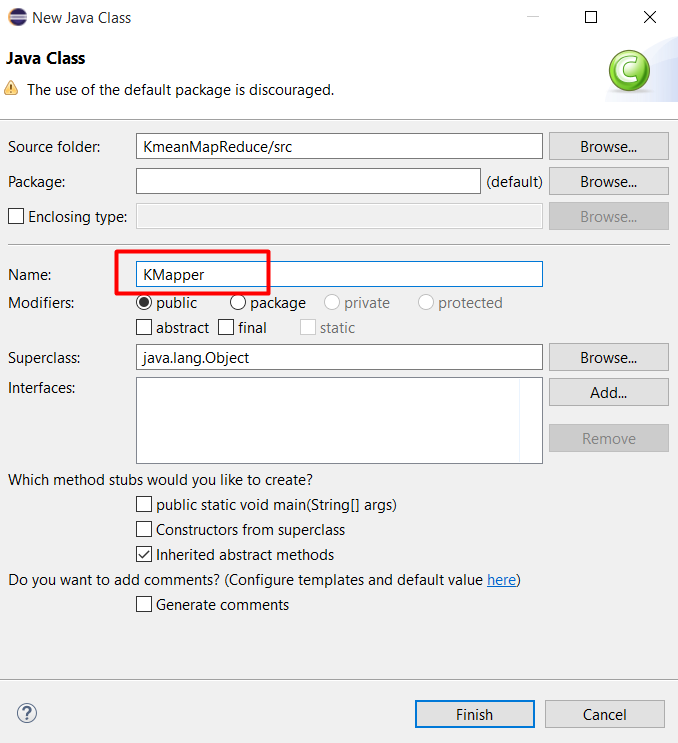 New Java Class
Java Class
The use of the default package is discouraged.
Source folder: KmeanMapReduce/src Browse...
Package: (default) Browse...
Enclosing type: Browse...
Name: KMapper
Modifiers: public package private protected
abstract final static
Superclass: java.lang.Object Browse...
Interfaces: Add...
Remove
Which method stubs would you like to create?
public static void main(String[] args)
Constructors from superclass
Inherited abstract methods
Do you want to add comments? (Configure templates and default value here)
Generate comments
Finish Cancel